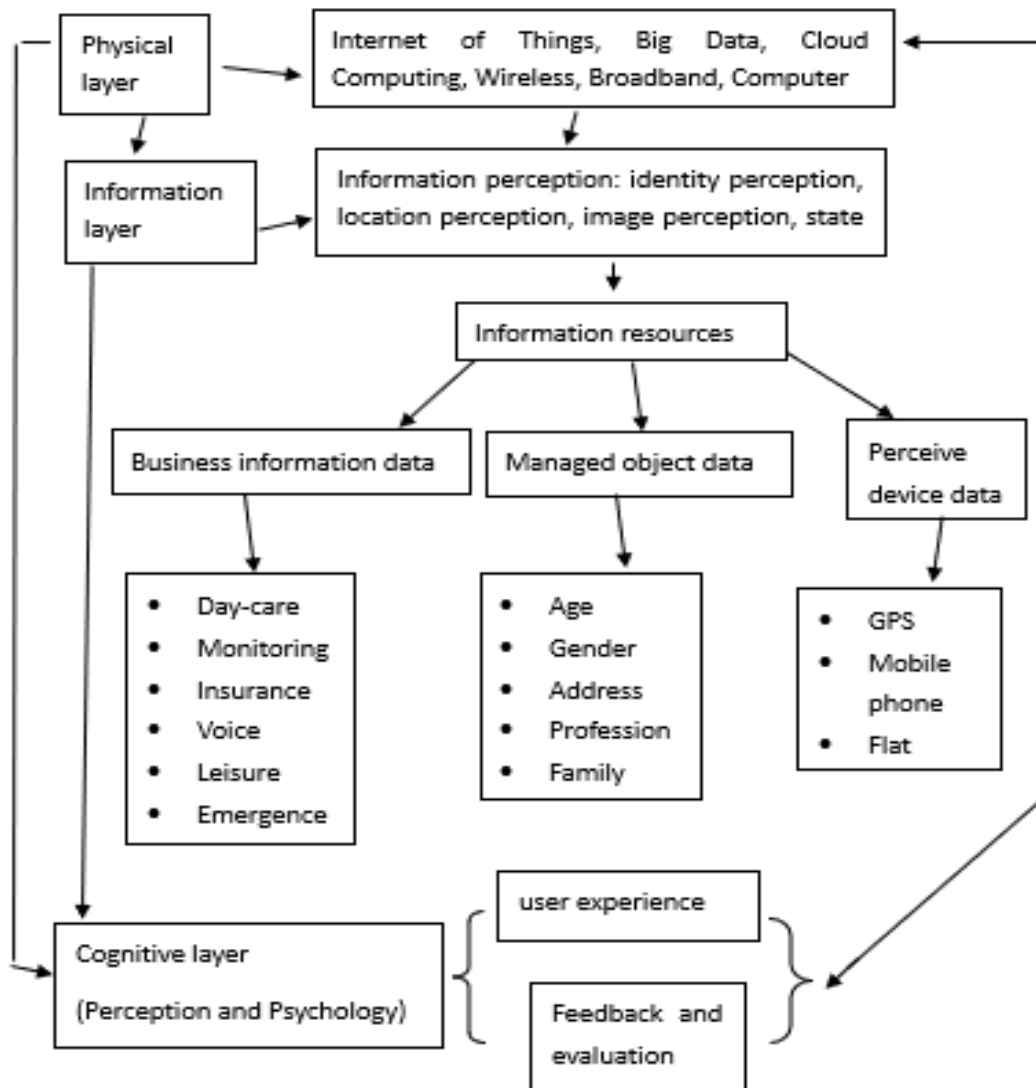 Physical
layer
Internet of Things, Big Data, Cloud
Computing, Wireless, Broadband, Computer
Information
layer
Information perception: identity perception,
location perception, image perception, state
Information resources
Business information data
Managed object data
Perceive
device data
• Day-care
• Monitoring
• Insurance
• Voice
• Leisure
• Emergence
• Age
• Gender
• Address
• Profession
• Family
• GPS
• Mobile
phone
• Flat
Cognitive layer
(Perception and Psychology)
user experience
Feedback and
evaluation